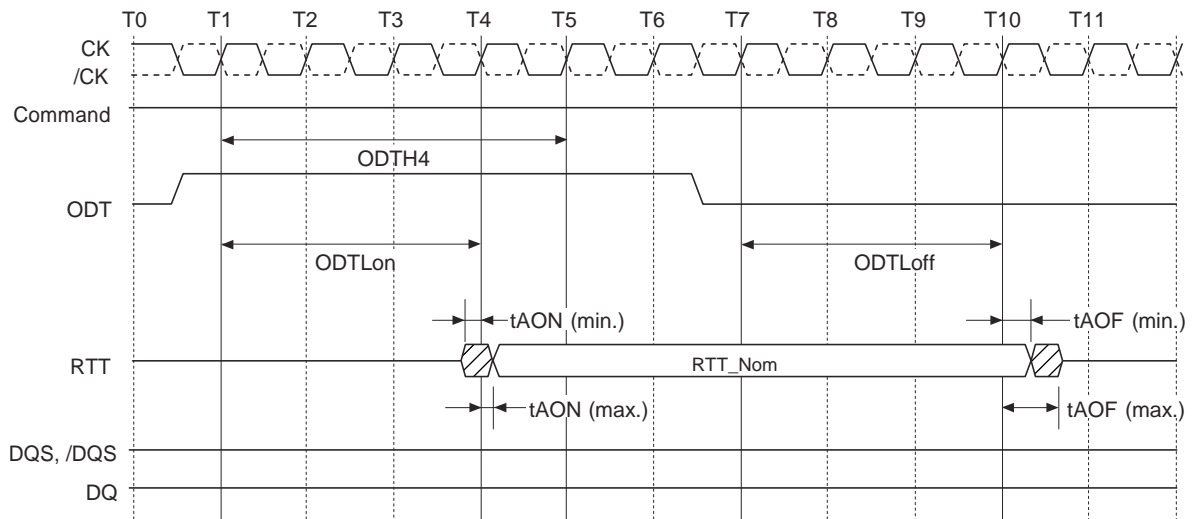 T0 T1 T2 T3 T4 T5 T6 T7 T8 T9 T10 T11
CK
/CK
Command
ODTH4
ODT
ODTLon ODTLoff
tAON (min.) tAOF (min.)
RTT RTT_Nom
tAON (max.) tAOF (max.)
DQS, /DQS
DQ